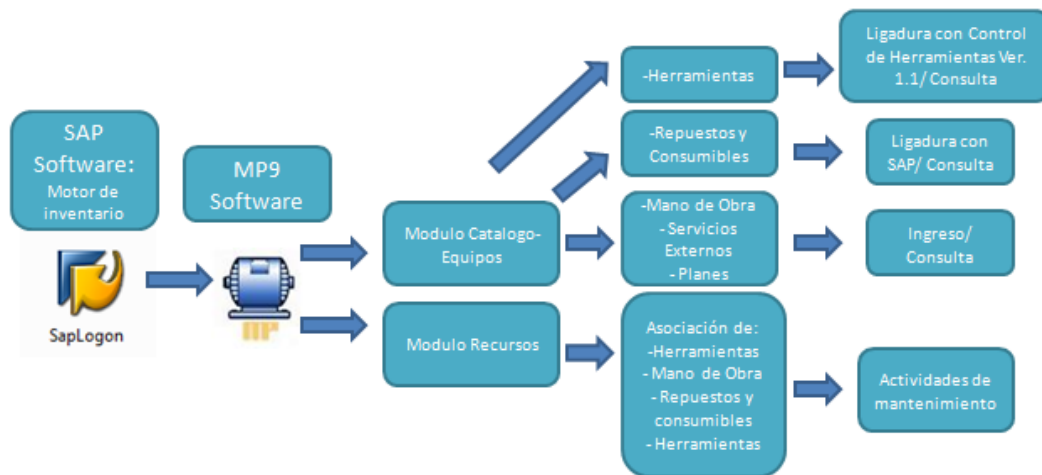 SAP
Software:
Motor de
inventario
SapLogon
MP9
Software
Modulo Catalogo-
Equipos
Modulo Recursos
-Herramientas
-Repuestos y
Consumibles
-Mano de Obra
- Servicios
Externos
- Planes
Asociación de:
-Herramientas
- Mano de Obra
- Repuestos y
consumibles
- Herramientas
Ligadura con Control
de Herramientas Ver.
1.1/ Consulta
Ligadura con
SAP/ Consulta
Ingreso/
Consulta
Actividades de
mantenimiento